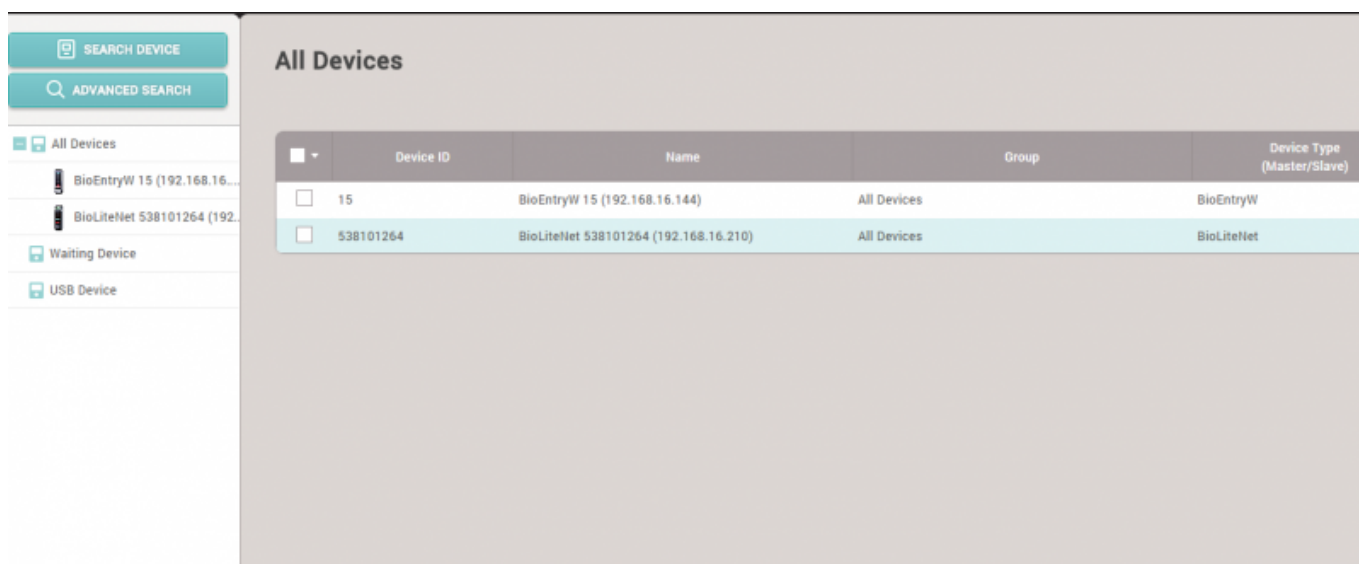 SEARCH DEVICE
ADVANCED SEARCH
All Devices
BioEntryW 15 (192.168.16....
BioLiteNet 538101264 (192..
Waiting Device
USB Device
All Devices
Device ID Name Group Device Type
(Master/Slave)
15 BioEntryW 15 (192.168.16.144) All Devices BioEntryW
538101264 BioLiteNet 538101264 (192.168.16.210) All Devices BioLiteNet